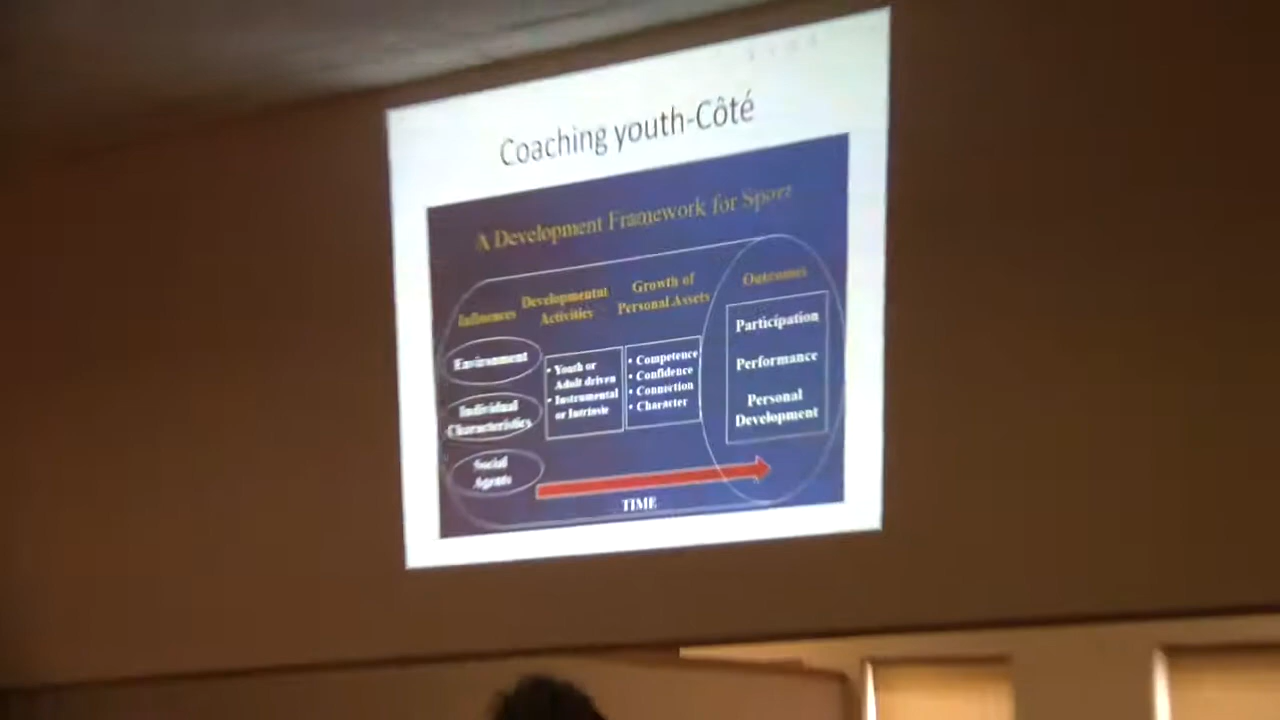 Coaching youth-Côté
A Development Framework for Sport
Influences
Developmental
Activities
Growth of
Personal Assets
Outcomes
Environment
Individual
Characteristics
Social
Agents
• Youth or
Adult driven
• Instrumental
or Intrinsic
• Competence
• Confidence
• Connection
• Character
Participation
Performance
Personal
Development
TIME